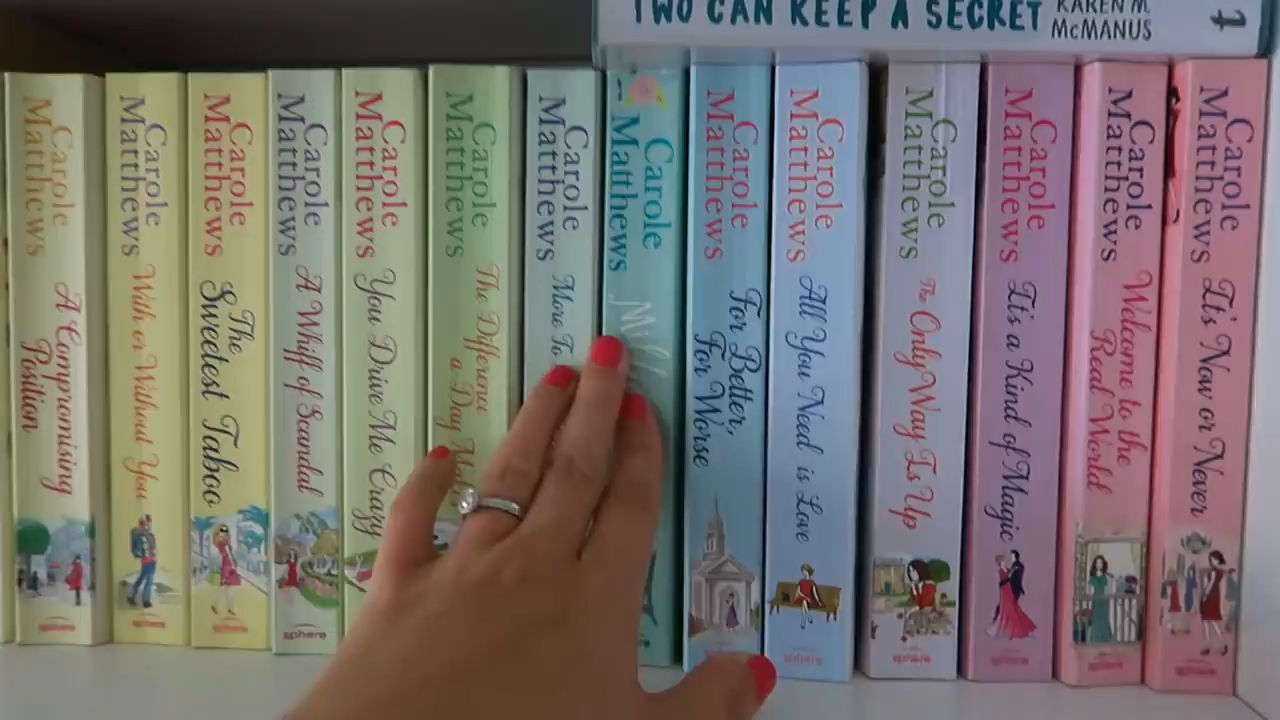 TWO CAN KEEP A SECRET
KAREN M.
McMANUS
Carole
Matthews
A Compromising
Position
sphere
Carole
Matthews
With or Without You
sphere
Carole
Matthews
The
Sweetest Taboo
sphere
Carole
Matthews
A Whiff of Scandal
sphere
Carole
Matthews
You Drive Me Crazy
Carole
Matthews
The Difference
a Day
Carole
Matthews
More To
Carole
Matthews
Carole
Matthews
For Better,
For Worse
Carole
Matthews
All You Need is Love
sphere
Carole
Matthews
The Only Way Is Up
sphere
Carole
Matthews
It's a Kind of Magic
sphere
Carole
Matthews
Welcome to the
Real World
sphere
Carole
Matthews
It's Now or Never
sphere